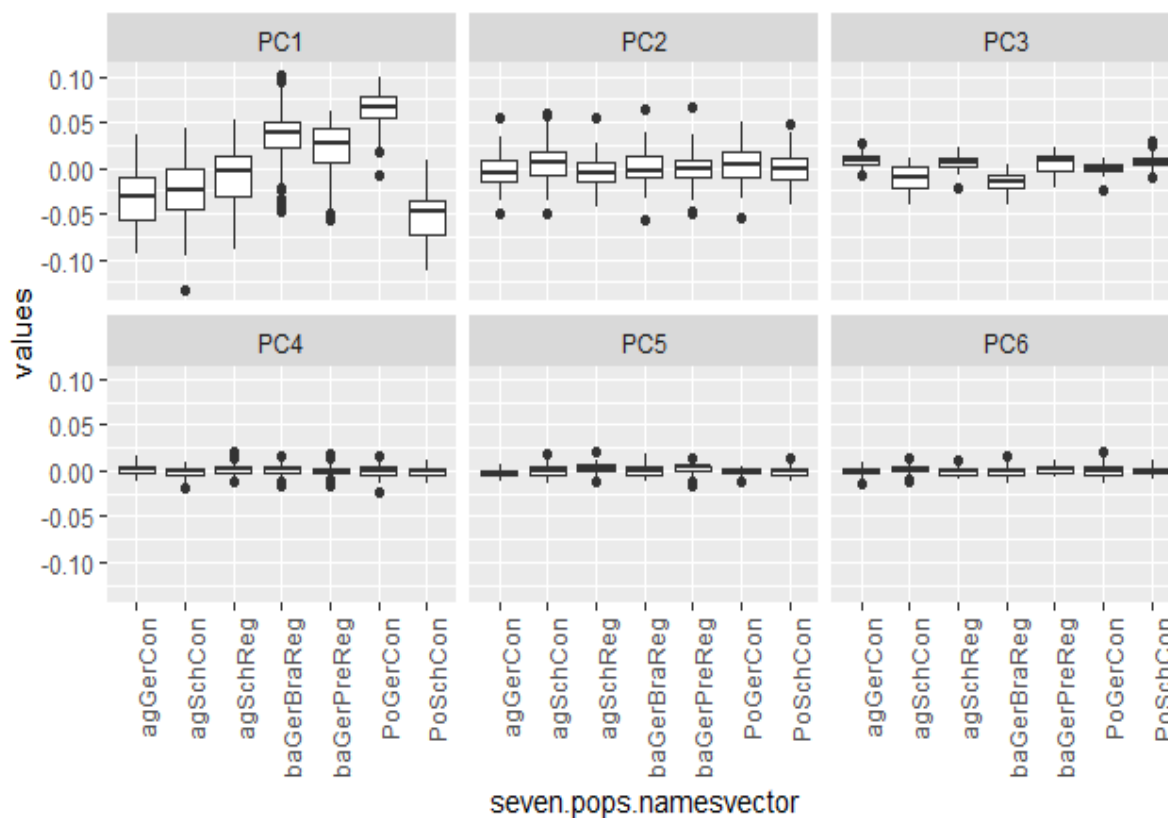 PC1 PC2 PC3
0.10
0.05
0.00
-0.05
-0.10
values
PC4 PC5 PC6
0.10
0.05
0.00
-0.05
-0.10
agGerCon agSchCon agSchReg baGerBraReg baGerPreReg PoGerCon PoSchCon agGerCon agSchCon agSchReg baGerBraReg baGerPreReg PoGerCon PoSchCon agGerCon agSchCon agSchReg baGerBraReg baGerPreReg PoGerCon PoSchCon
seven.pops.namesvector